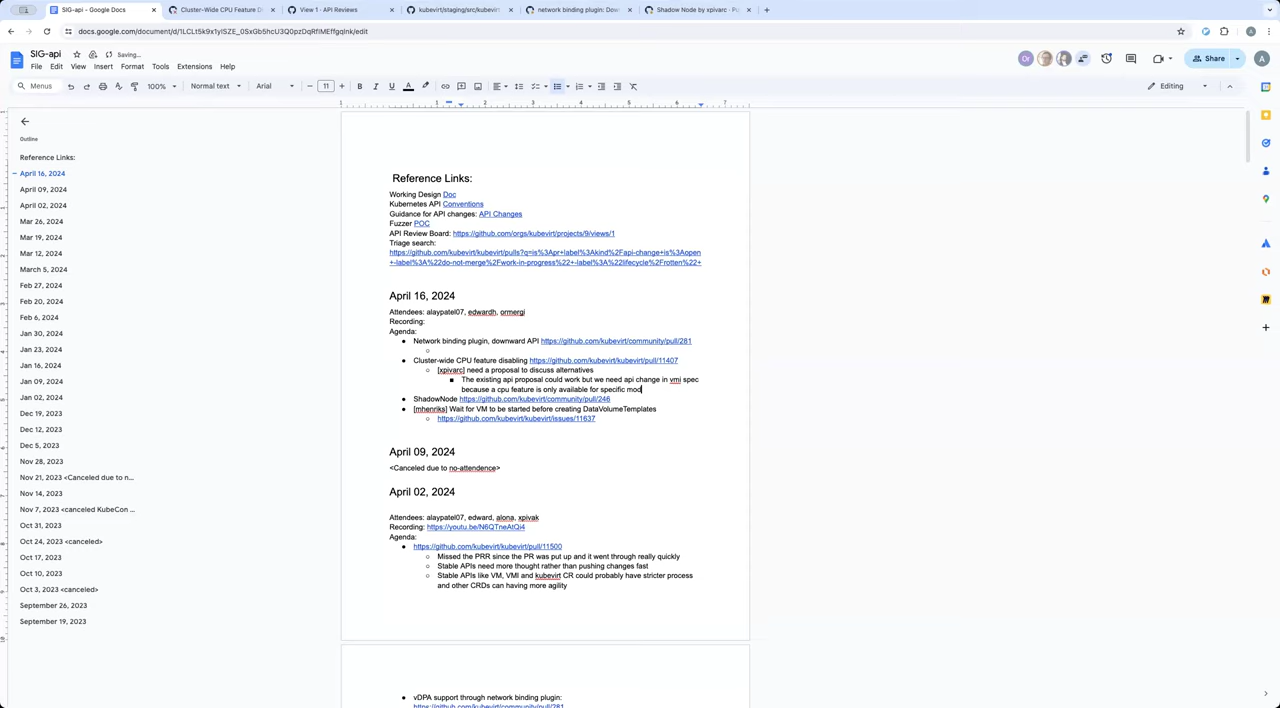 SIG-api - Google Docs
Cluster-Wide CPU Feature D
View 1 · API Reviews
kubevirt/staging/src/kubevirt
network binding plugin: Dow
Shadow Node by xpivarc · Pu
SIG-api
Saving...
File Edit View Insert Format Tools Extensions Help
Share
Menus
100%
Normal text
Arial
11
Editing
Outline
Reference Links:
April 16, 2024
April 09, 2024
April 02, 2024
Mar 26, 2024
Mar 19, 2024
Mar 12, 2024
March 5, 2024
Feb 27, 2024
Feb 20, 2024
Feb 6, 2024
Jan 30, 2024
Jan 23, 2024
Jan 16, 2024
Jan 09, 2024
Jan 02, 2024
Dec 19, 2023
Dec 12, 2023
Dec 5, 2023
Nov 28, 2023
Nov 21, 2023 <Canceled due to n...
Nov 14, 2023
Nov 7, 2023 <canceled KubeCon ...
Oct 31, 2023
Oct 24, 2023 <canceled>
Oct 17, 2023
Oct 10, 2023
Oct 3, 2023 <canceled>
September 26, 2023
September 19, 2023
Reference Links:
Working Design Doc
Kubernetes API Conventions
Guidance for API changes: API Changes
Fuzzer POC
API Review Board: https://github.com/orgs/kubevirt/projects/9/views/1
Triage search:
https://github.com/kubevirt/kubevirt/pulls?q=is%3Apr+label%3Akind%2Fapi-change+is%3Aopen
+-label%3A%22do-not-merge%2Fwork-in-progress%22+-label%3A%22lifecycle%2Frotten%22+
April 16, 2024
Attendees: alaypatel07, edwardh, ormergi
Recording:
Agenda:
● Network binding plugin, downward API https://github.com/kubevirt/community/pull/281
○
● Cluster-wide CPU feature disabling https://github.com/kubevirt/kubevirt/pull/11407
○ [xpivarc] need a proposal to discuss alternatives
■ The existing api proposal could work but we need api change in vmi spec
because a cpu feature is only available for specific mod
● ShadowNode https://github.com/kubevirt/community/pull/246
● [mhenriks] Wait for VM to be started before creating DataVolumeTemplates
○ https://github.com/kubevirt/kubevirt/issues/11637
April 09, 2024
<Canceled due to no-attendence>
April 02, 2024
Attendees: alaypatel07, edward, alona, xpivak
Recording: https://youtu.be/N6QTneAtQi4
Agenda:
● https://github.com/kubevirt/kubevirt/pull/11500
○ Missed the PRR since the PR was put up and it went through really quickly
○ Stable APIs need more thought rather than pushing changes fast
○ Stable APIs like VM, VMI and kubevirt CR could probably have stricter process
and other CRDs can having more agility
● vDPA support through network binding plugin:
https://github.com/kubevirt/community/pull/281